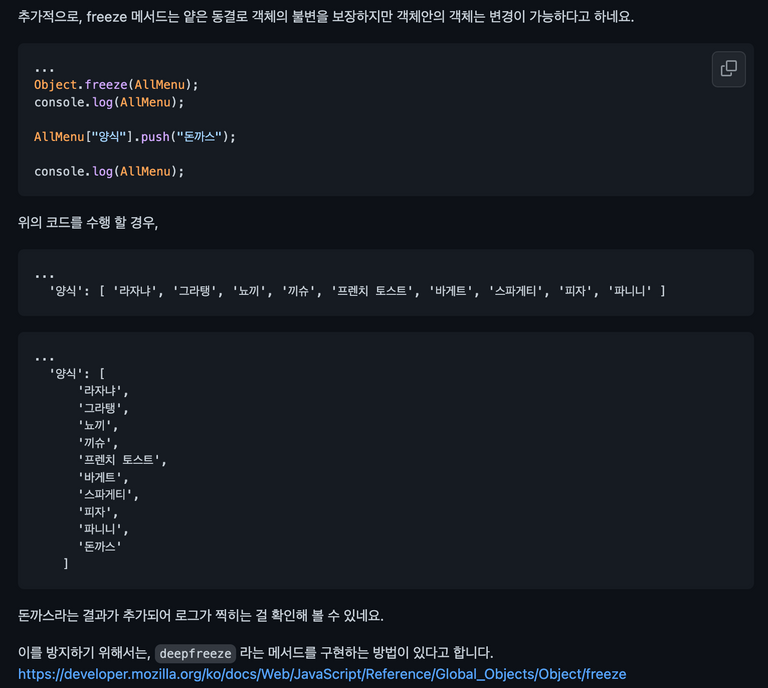 추가적으로, freeze 메서드는 얕은 동결로 객체의 불변을 보장하지만 객체안의 객체는 변경이 가능하다고 하네요.
...
Object.freeze(AllMenu);
console.log(AllMenu);
AllMenu["양식"].push("돈까스");
console.log(AllMenu);
위의 코드를 수행 할 경우,
...
'양식': [ '라자냐', '그라탱', '뇨끼', '끼슈', '프렌치 토스트', '바게트', '스파게티', '피자', '파니니' ]
...
'양식': [
'라자냐',
'그라탱',
'뇨끼',
'끼슈',
'프렌치 토스트',
'바게트',
'스파게티',
'피자',
'파니니',
'돈까스'
]
돈까스라는 결과가 추가되어 로그가 찍히는 걸 확인해 볼 수 있네요.
이를 방지하기 위해서는, deepfreeze 라는 메서드를 구현하는 방법이 있다고 합니다.
https://developer.mozilla.org/ko/docs/Web/JavaScript/Reference/Global_Objects/Object/freeze